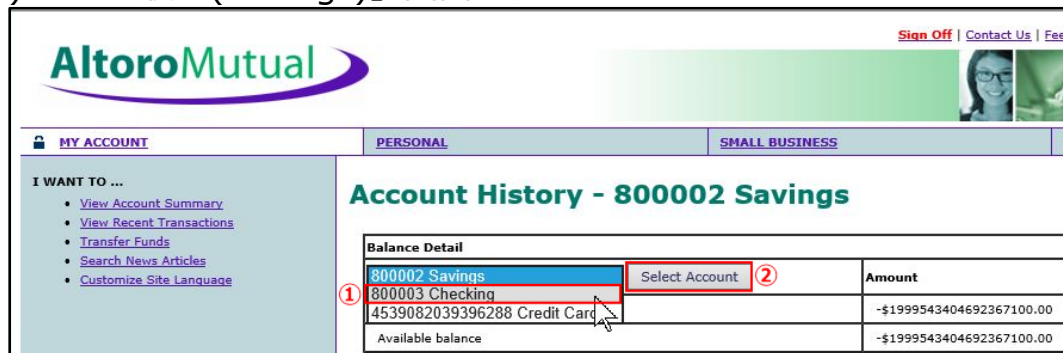 Sign Off | Contact Us | Fee
AltoroMutual
MY ACCOUNT
PERSONAL
SMALL BUSINESS
I WANT TO ...
View Account Summary
View Recent Transactions
Transfer Funds
Search News Articles
Customize Site Language
Account History - 800002 Savings
Balance Detail
800002 Savings
Select Account
②
Amount
①
800003 Checking
4539082039396288 Credit Card
-$1999543404692367100.00
Available balance
-$1999543404692367100.00